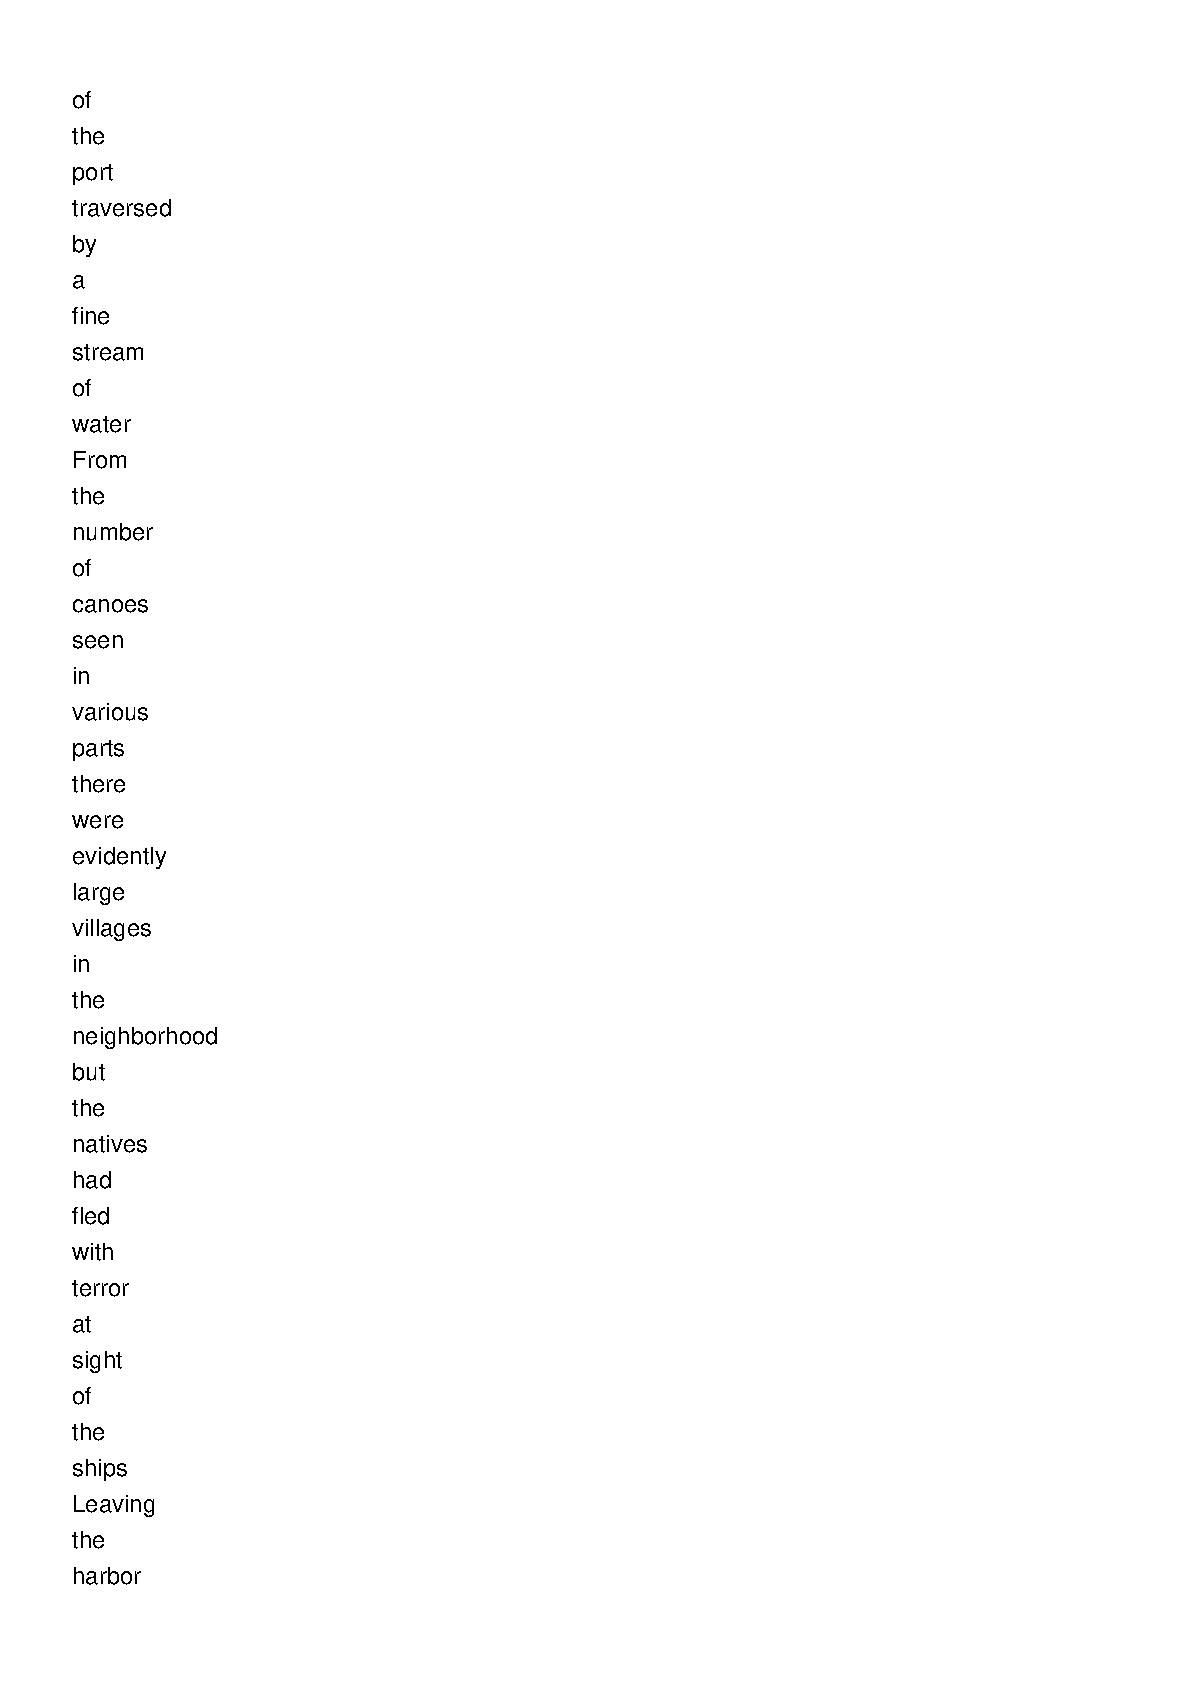 of
the
port
traversed
by
a
fine
stream
of
water
From
the
number
of
canoes
seen
in
various
parts
there
were
evidently
large
villages
in
the
neighborhood
but
the
natives
had
fled
with
terror
at
sight
of
the
ships
Leaving
the
harbor